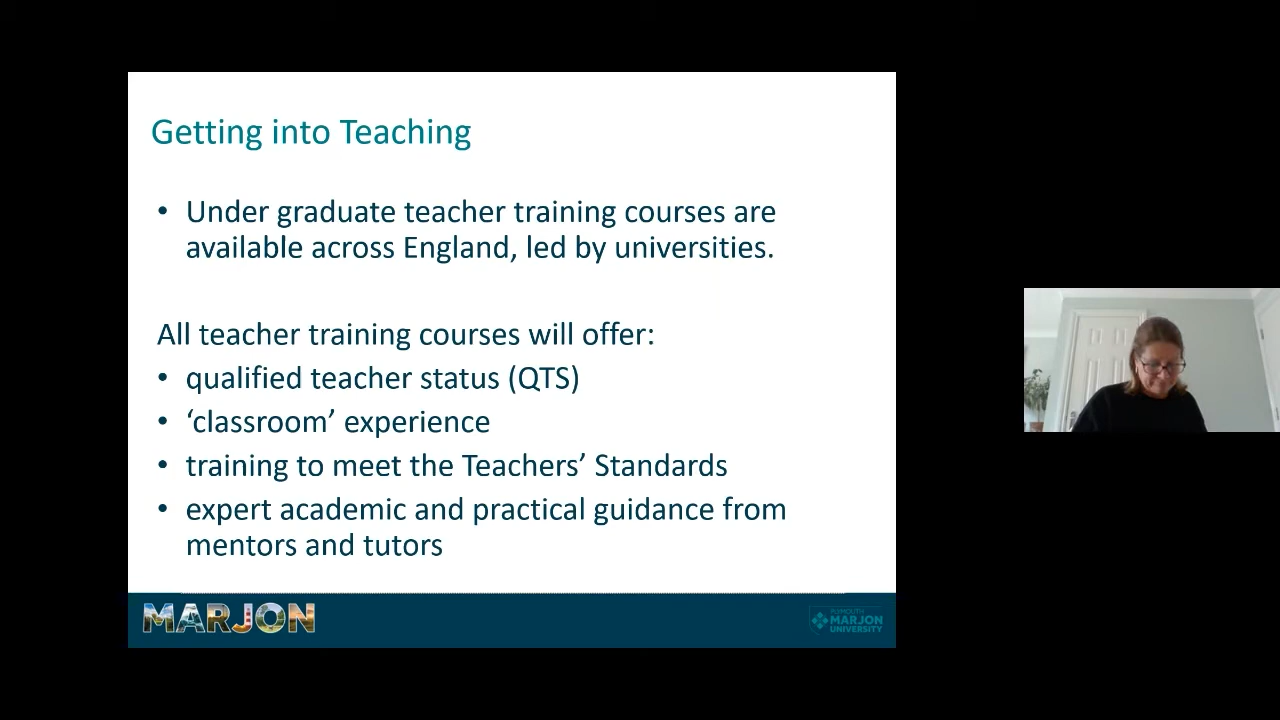 Getting into Teaching
• Under graduate teacher training courses are
available across England, led by universities.
All teacher training courses will offer:
• qualified teacher status (QTS)
• ‘classroom’ experience
• training to meet the Teachers’ Standards
• expert academic and practical guidance from
mentors and tutors
MARJON
PLYMOUTH
MARJON
UNIVERSITY